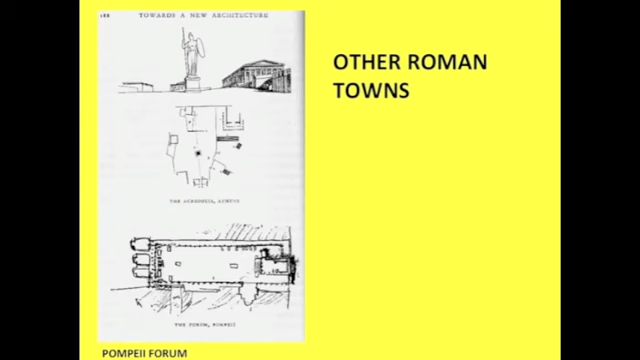 188 TOWARDS A NEW ARCHITECTURE
OTHER ROMAN
TOWNS
THE ACROPOLIS, ATHENS
THE FORUM, POMPEII
POMPEII FORUM